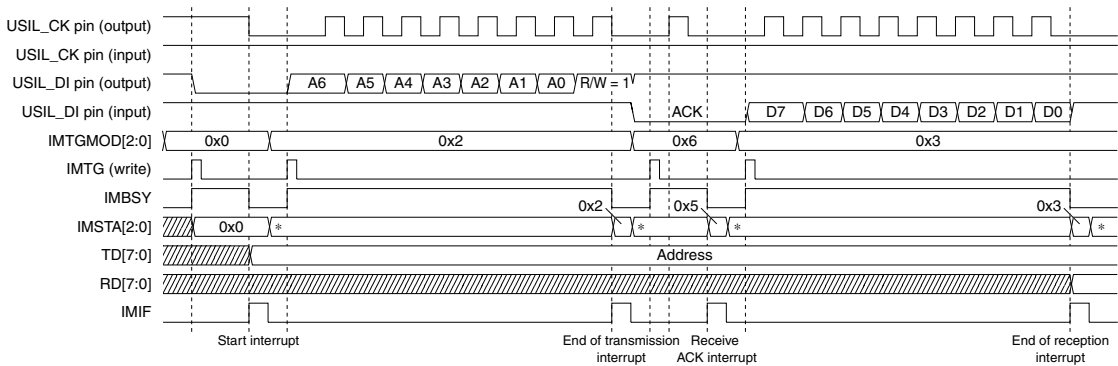 USIL_CK pin (output)
USIL_CK pin (input)
USIL_DI pin (output) A6 A5 A4 A3 A2 A1 A0 R/W = 1
USIL_DI pin (input) ACK D7 D6 D5 D4 D3 D2 D1 D0
IMTGMOD[2:0] 0x0 0x2 0x6 0x3
IMTG (write)
IMBSY
0x2 0x5 0x3
IMSTA[2:0] 0x0 * * * *
TD[7:0] Address
RD[7:0]
IMIF
Start interrupt End of transmission Receive End of reception
interrupt ACK interrupt interrupt